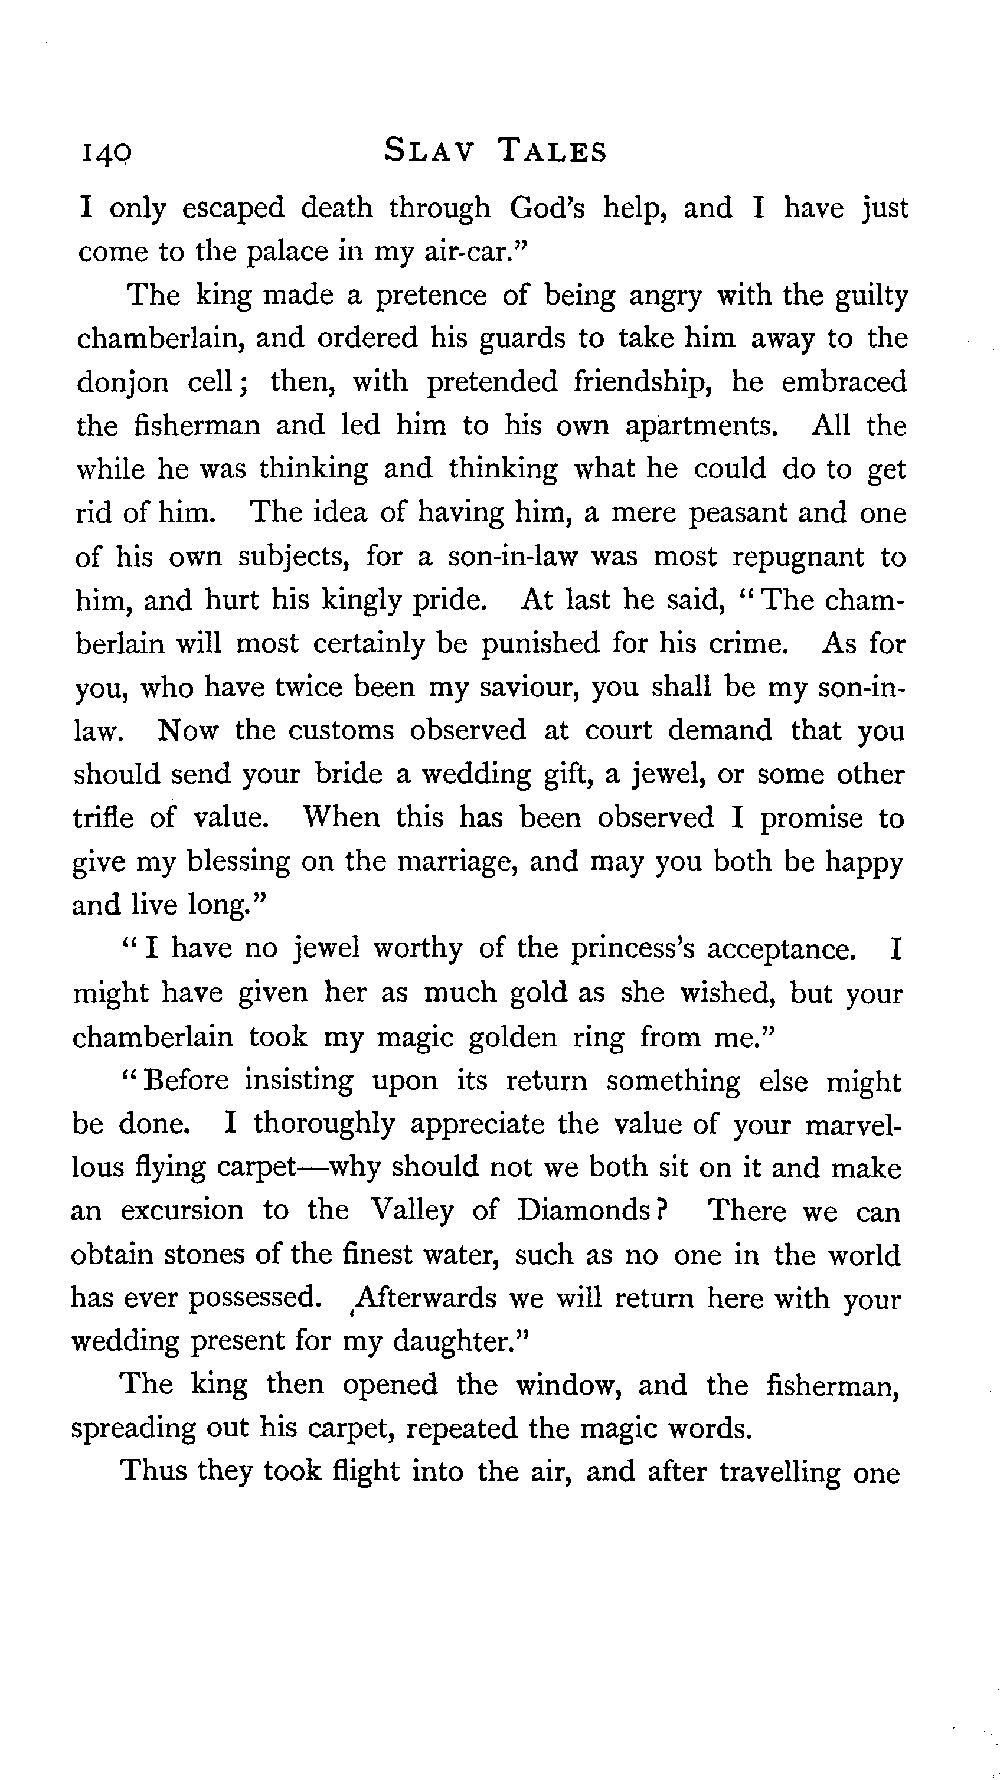 140 SLAV TALES
I only escaped death through God's help, and I have just
come to the palace in my air-car.”
The king made a pretence of being angry with the guilty
chamberlain, and ordered his guards to take him away to the
donjon cell; then, with pretended friendship, he embraced
the fisherman and led him to his own apartments. All the
while he was thinking and thinking what he could do to get
rid of him. The idea of having him, a mere peasant and one
of his own subjects, for a son-in-law was most repugnant to
him, and hurt his kingly pride. At last he said, “The cham-
berlain will most certainly be punished for his crime. As for
you, who have twice been my saviour, you shall be my son-in-
law. Now the customs observed at court demand that you
should send your bride a wedding gift, a jewel, or some other
trifle of value. When this has been observed I promise to
give my blessing on the marriage, and may you both be happy
and live long.”
“I have no jewel worthy of the princess's acceptance. I
might have given her as much gold as she wished, but your
chamberlain took my magic golden ring from me.”
“Before insisting upon its return something else might
be done. I thoroughly appreciate the value of your marvel-
lous flying carpet—why should not we both sit on it and make
an excursion to the Valley of Diamonds? There we can
obtain stones of the finest water, such as no one in the world
has ever possessed. Afterwards we will return here with your
wedding present for my daughter.”
The king then opened the window, and the fisherman,
spreading out his carpet, repeated the magic words.
Thus they took flight into the air, and after travelling one